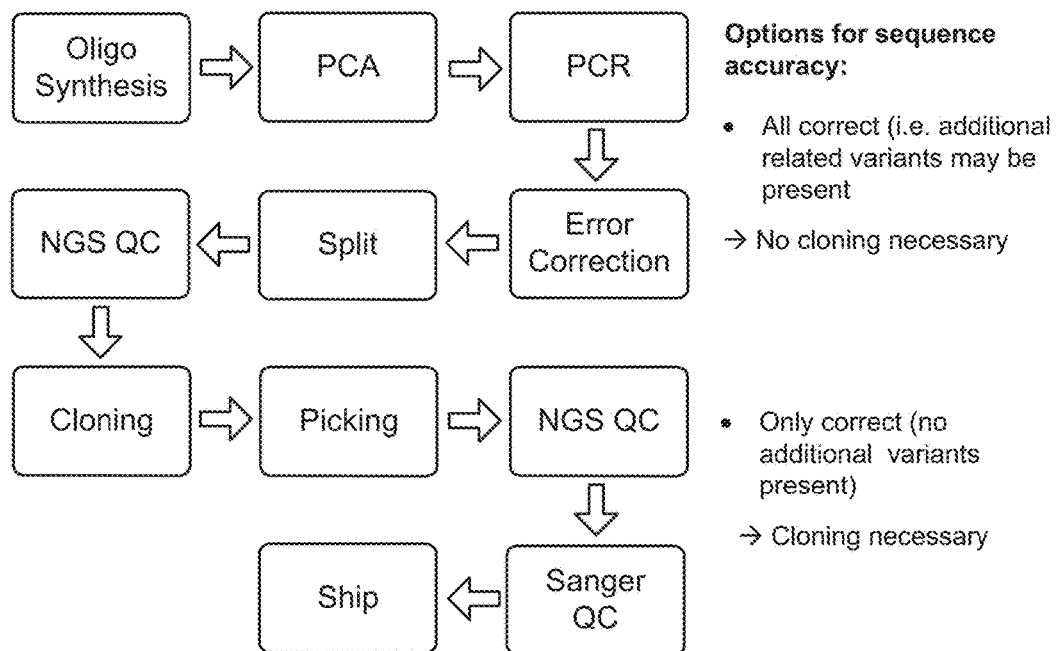 Oligo
Synthesis
PCA
PCR
Options for sequence
accuracy:
• All correct (i.e. additional
related variants may be
present
→ No cloning necessary
NGS QC
Split
Error
Correction
Cloning
Picking
NGS QC
• Only correct (no
additional variants
present)
→ Cloning necessary
Ship
Sanger
QC